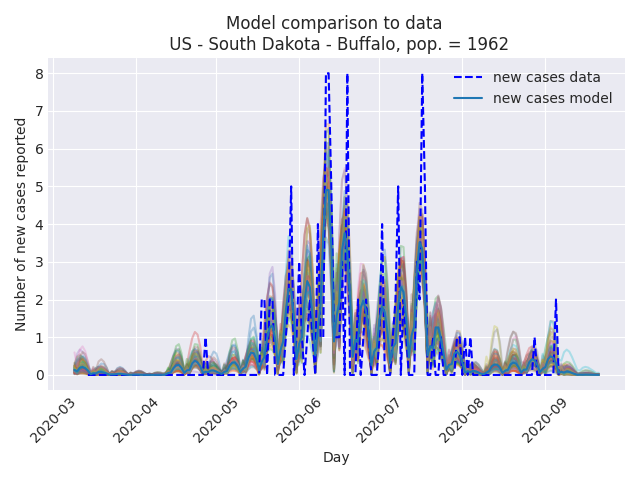 Model comparison to data
US - South Dakota - Buffalo, pop. = 1962
new cases data
new cases model
Number of new cases reported
8
7
6
5
4
3
2
1
0
2020-03
2020-04
2020-05
2020-06
2020-07
2020-08
2020-09
Day